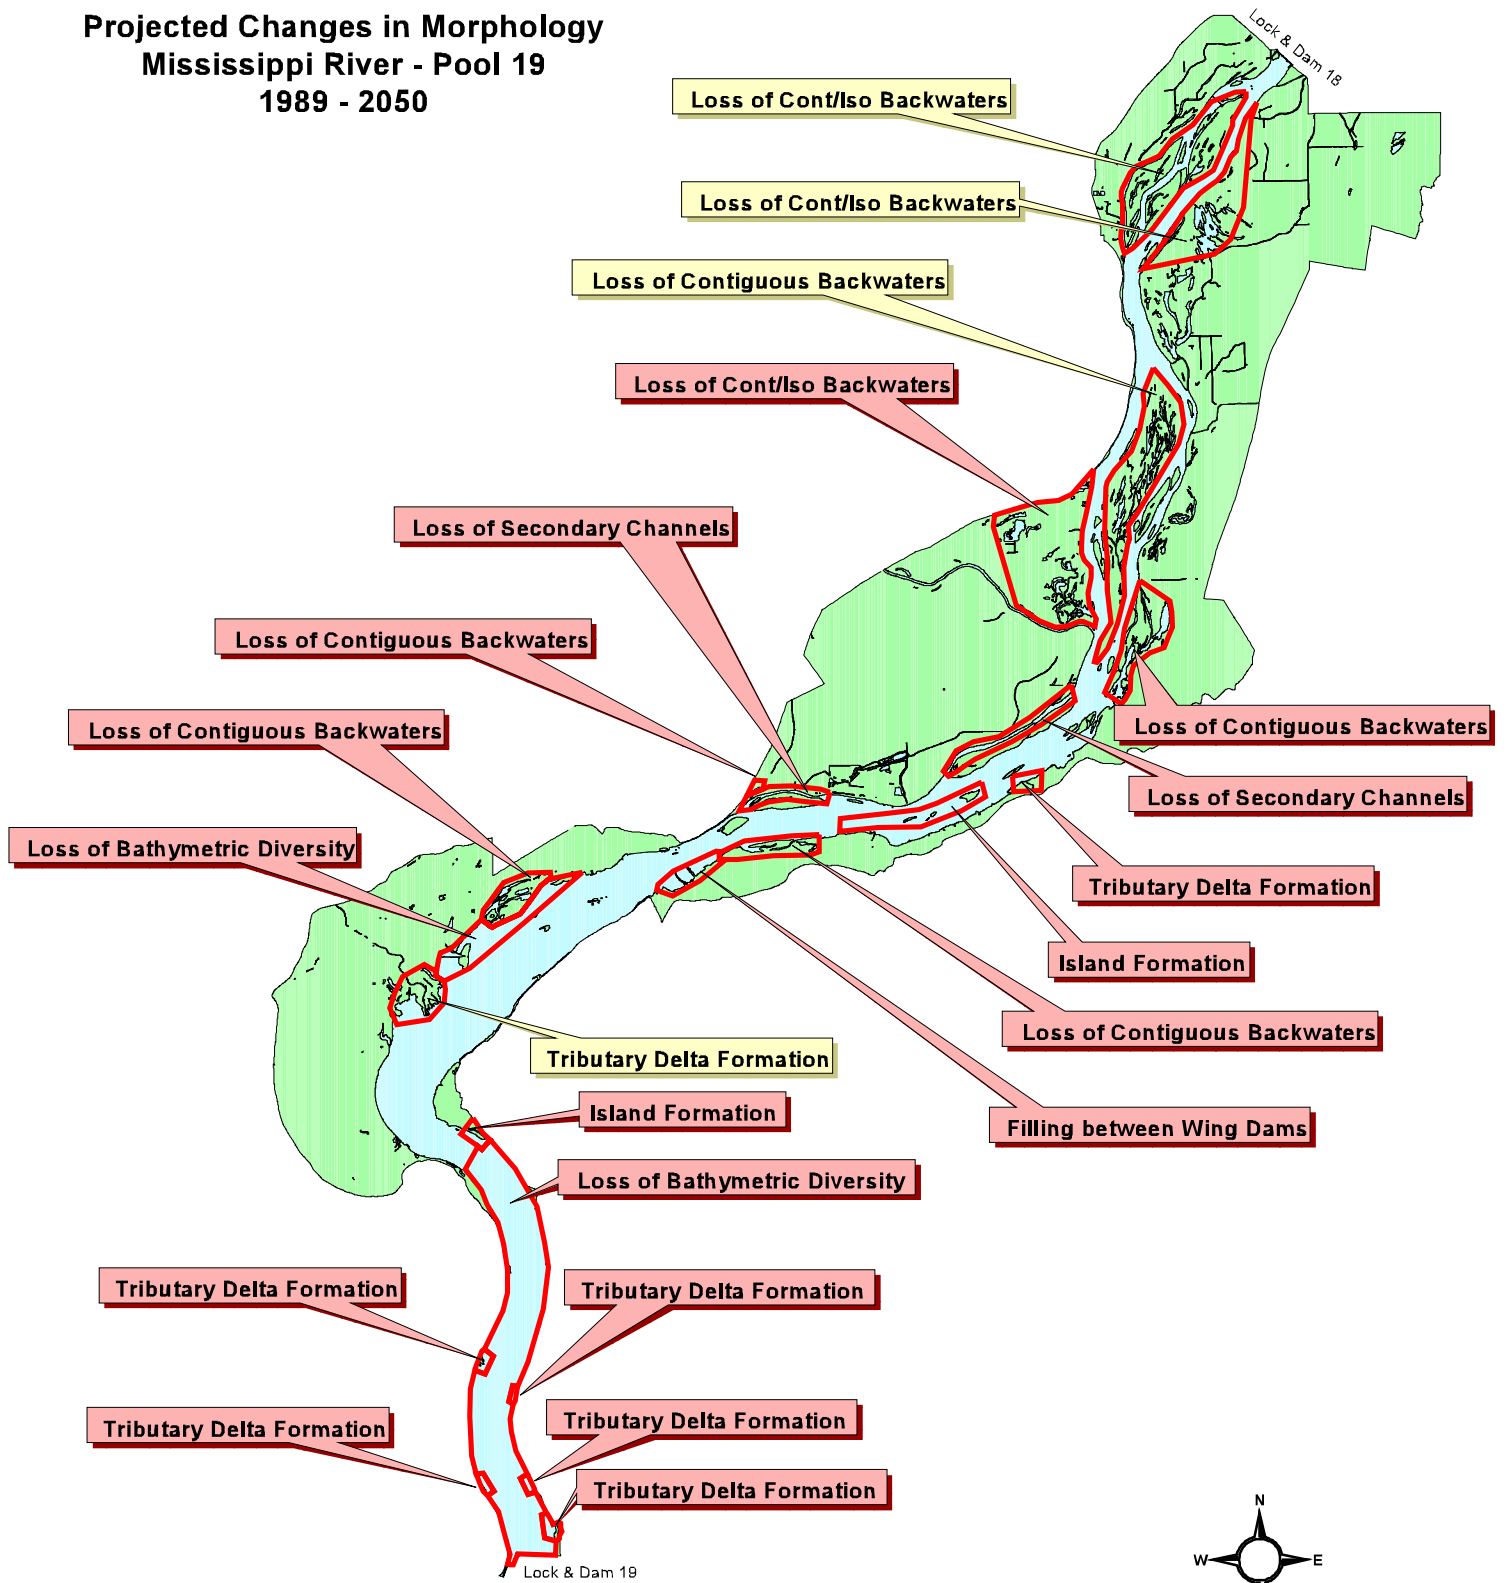 Projected Changes in Morphology
Mississippi River - Pool 19
1989 - 2050
Lock & Dam 18
Loss of Cont/Iso Backwaters
Loss of Cont/Iso Backwaters
Loss of Contiguous Backwaters
Loss of Cont/Iso Backwaters
Loss of Secondary Channels
Loss of Contiguous Backwaters
Loss of Contiguous Backwaters
Loss of Contiguous Backwaters
Loss of Secondary Channels
Loss of Bathymetric Diversity
Tributary Delta Formation
Island Formation
Loss of Contiguous Backwaters
Tributary Delta Formation
Island Formation
Filling between Wing Dams
Loss of Bathymetric Diversity
Tributary Delta Formation
Tributary Delta Formation
Tributary Delta Formation
Tributary Delta Formation
Tributary Delta Formation
Lock & Dam 19
N
W
E